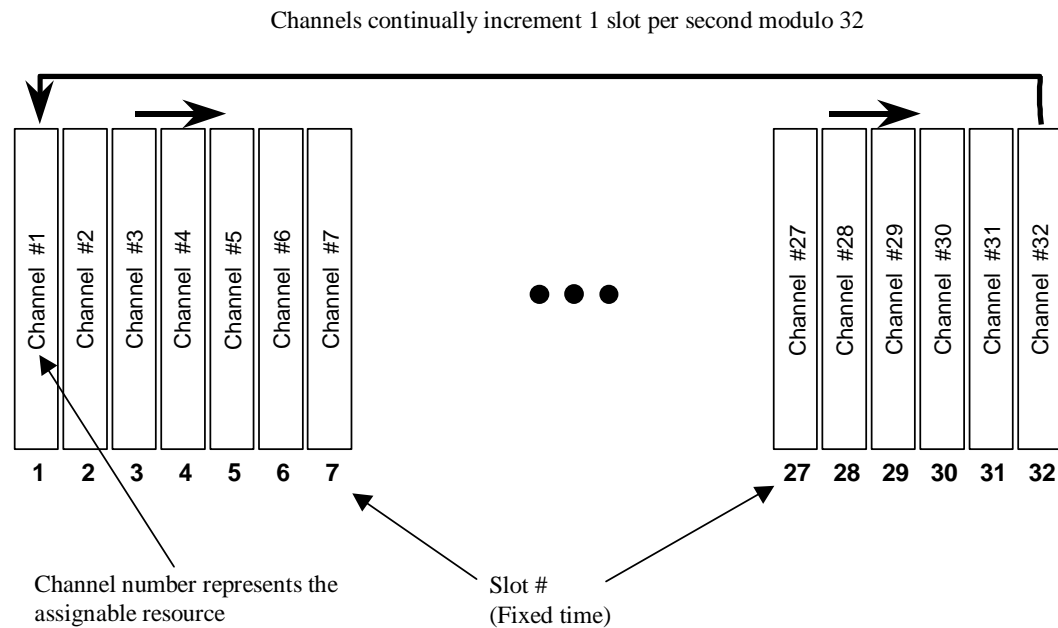 Channels continually increment 1 slot per second modulo 32
Channel #1
Channel #2
Channel #3
Channel #4
Channel #5
Channel #6
Channel #7
Channel #27
Channel #28
Channel #29
Channel #30
Channel #31
Channel #32
1 2 3 4 5 6 7 27 28 29 30 31 32
Channel number represents the
assignable resource
Slot #
(Fixed time)